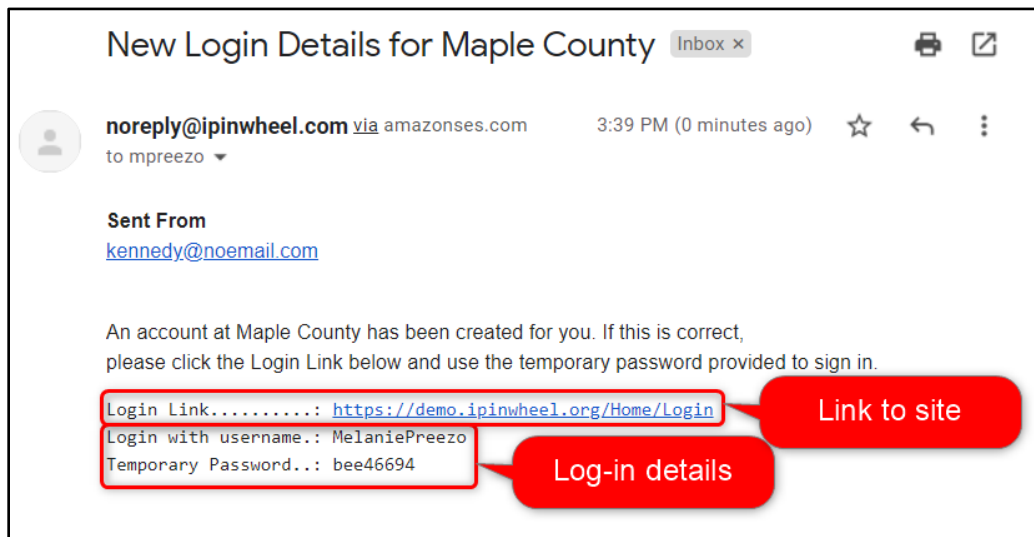 New Login Details for Maple County Inbox ×
noreply@ipinwheel.com via amazonses.com 3:39 PM (0 minutes ago)
to mpreezo
Sent From
kennedy@noemail.com
An account at Maple County has been created for you. If this is correct,
please click the Login Link below and use the temporary password provided to sign in.
Login Link..........: https://demo.ipinwheel.org/Home/Login
Link to site
Login with username.: MelaniePreezo
Temporary Password..: bee46694
Log-in details